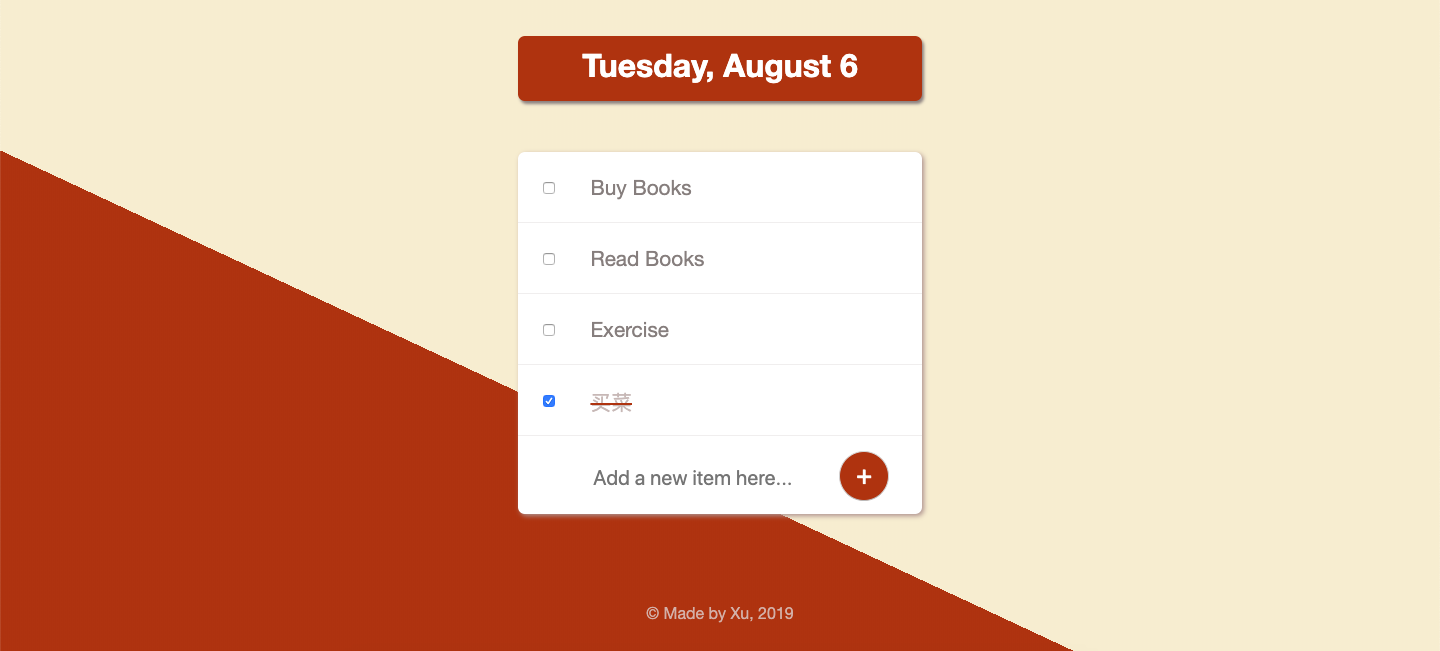 Tuesday, August 6
Buy Books
Read Books
Exercise
买菜
Add a new item here...
+
© Made by Xu, 2019